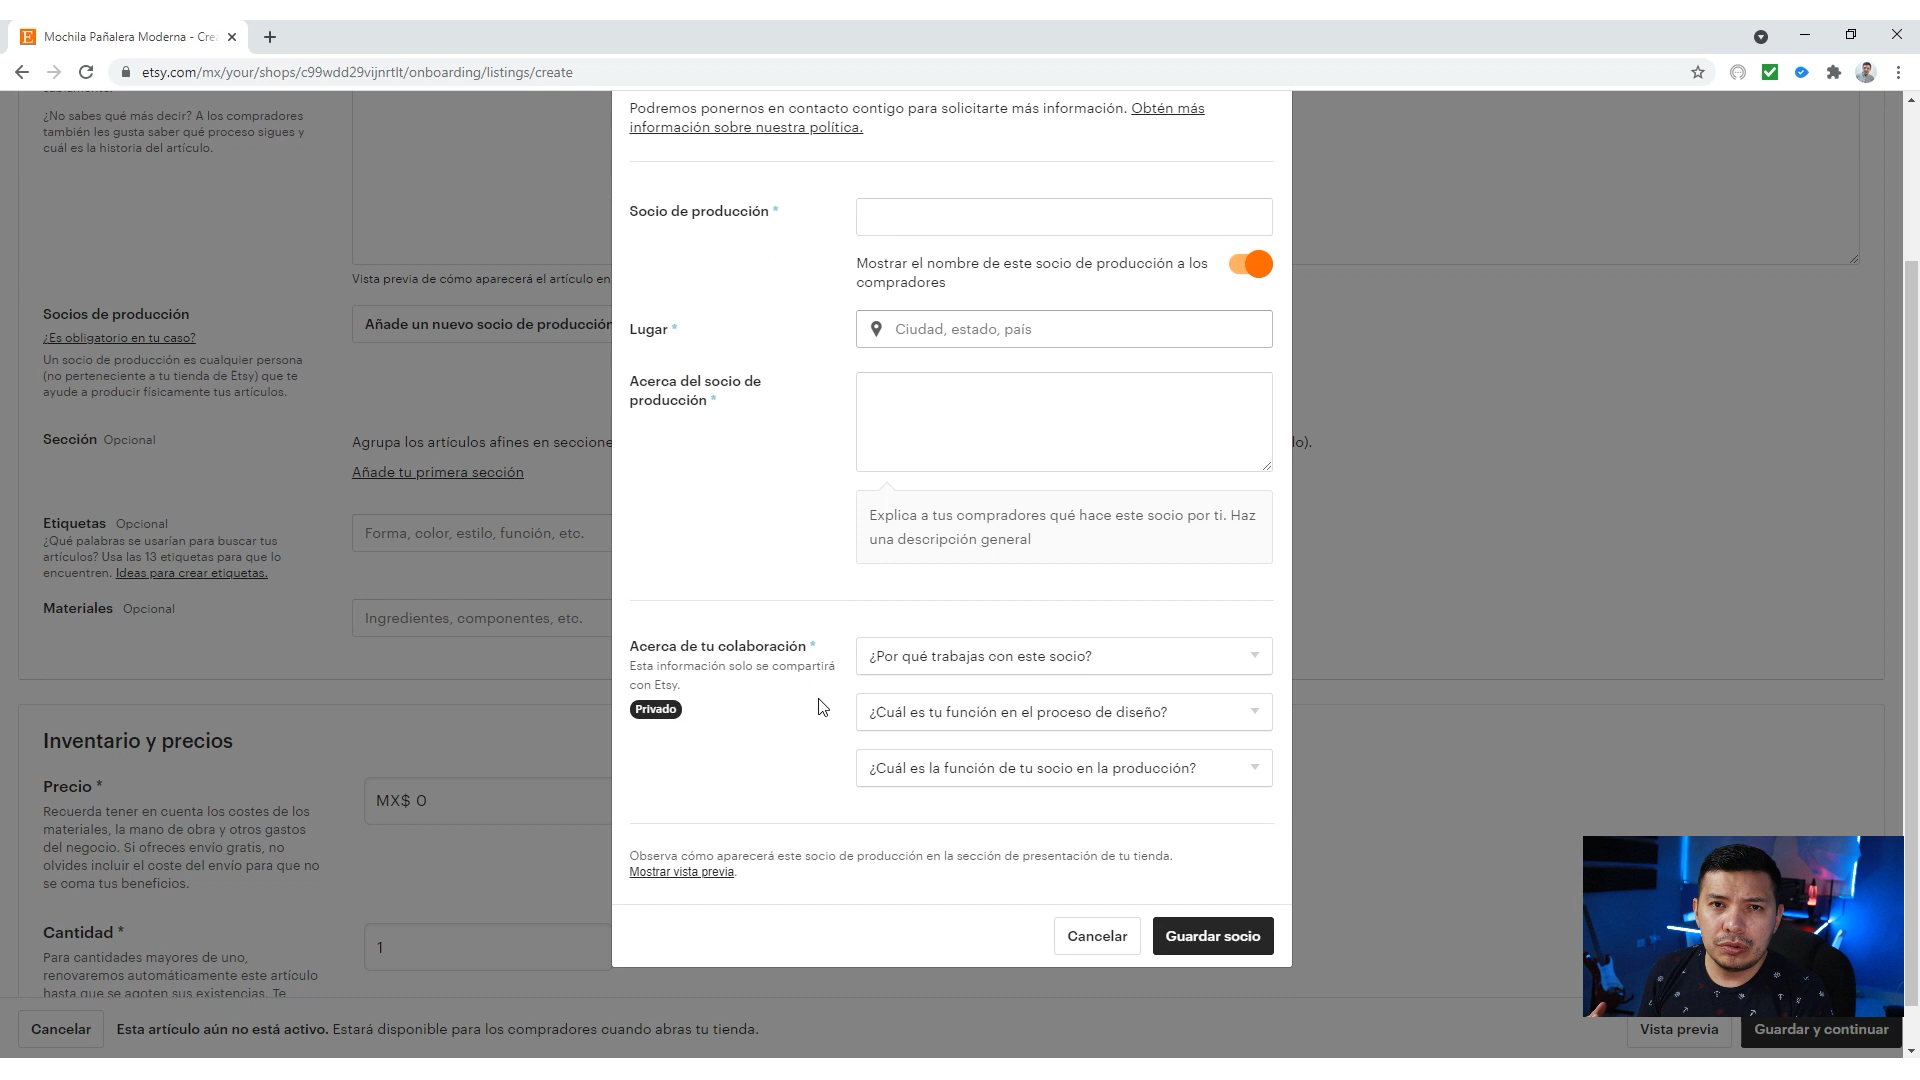 Mochila Pañalera Moderna - Cre
etsy.com/mx/your/shops/c99wdd29vijnrtlt/onboarding/listings/create
¿No sabes qué más decir? A los compradores
también les gusta saber qué proceso sigues y
cuál es la historia del artículo.
Vista previa de cómo aparecerá el artículo en
Socios de producción
¿Es obligatorio en tu caso?
Un socio de producción es cualquier persona
(no perteneciente a tu tienda de Etsy) que te
ayude a producir físicamente tus artículos.
Añade un nuevo socio de producción
Sección Opcional
Agrupa los artículos afines en seccione
lo).
Añade tu primera sección
Etiquetas Opcional
¿Qué palabras se usarían para buscar tus
artículos? Usa las 13 etiquetas para que lo
encuentren. Ideas para crear etiquetas.
Forma, color, estilo, función, etc.
Materiales Opcional
Ingredientes, componentes, etc.
Inventario y precios
Precio *
Recuerda tener en cuenta los costes de los
materiales, la mano de obra y otros gastos
del negocio. Si ofreces envío gratis, no
olvides incluir el coste del envío para que no
se coma tus beneficios.
MX$ 0
Cantidad *
Para cantidades mayores de uno,
renovaremos automáticamente este artículo
hasta que se agoten sus existencias. Te
1
Podremos ponernos en contacto contigo para solicitarte más información. Obtén más
información sobre nuestra política.
Socio de producción *
Mostrar el nombre de este socio de producción a los
compradores
Lugar *
Ciudad, estado, país
Acerca del socio de
producción *
Explica a tus compradores qué hace este socio por ti. Haz
una descripción general
Acerca de tu colaboración *
Esta información solo se compartirá
con Etsy.
Privado
¿Por qué trabajas con este socio?
¿Cuál es tu función en el proceso de diseño?
¿Cuál es la función de tu socio en la producción?
Observa cómo aparecerá este socio de producción en la sección de presentación de tu tienda.
Mostrar vista previa.
Cancelar
Guardar socio
Cancelar
Esta artículo aún no está activo. Estará disponible para los compradores cuando abras tu tienda.
Vista previa
Guardar y continuar